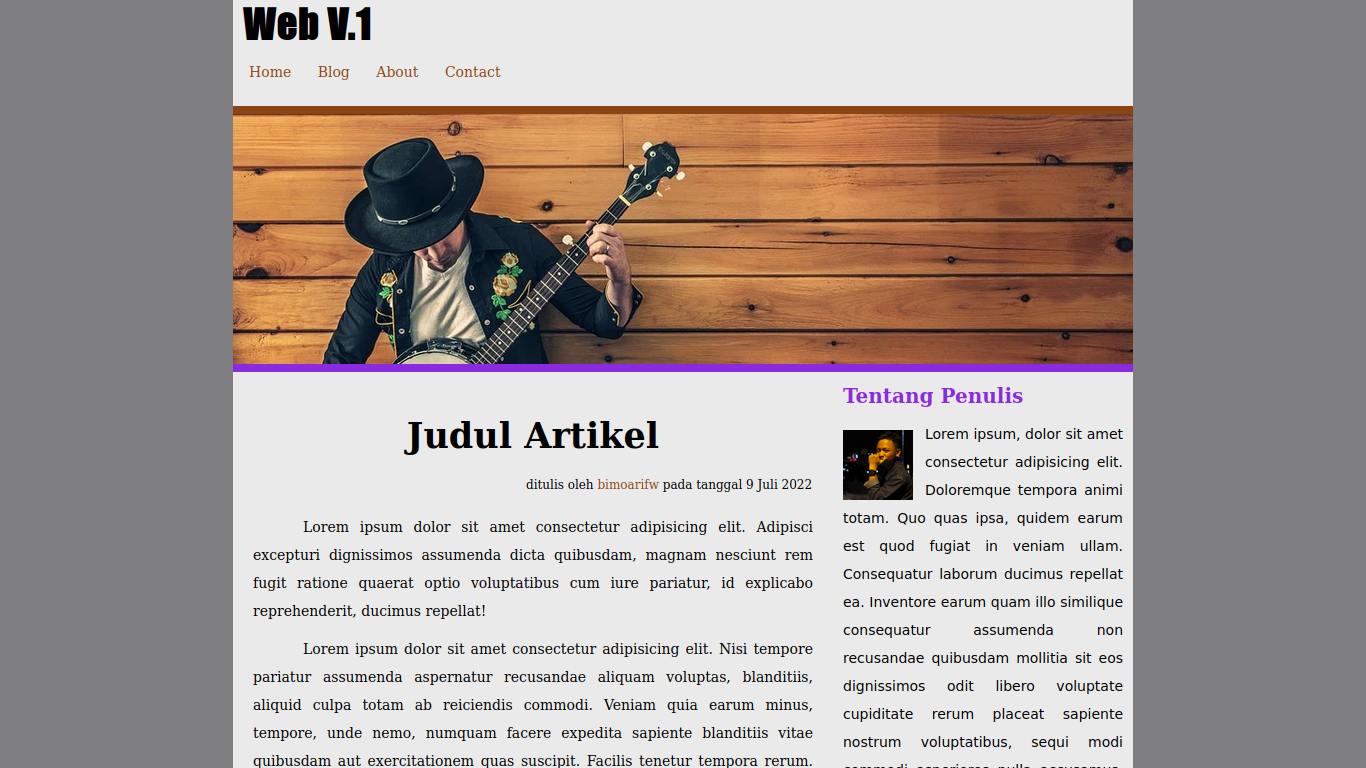 Web V.1
Home Blog About Contact
Judul Artikel
ditulis oleh bimoarifw pada tanggal 9 Juli 2022
Lorem ipsum dolor sit amet consectetur adipisicing elit. Adipisci
excepturi dignissimos assumenda dicta quibusdam, magnam nesciunt rem
fugit ratione quaerat optio voluptatibus cum iure pariatur, id explicabo
reprehenderit, ducimus repellat!
Lorem ipsum dolor sit amet consectetur adipisicing elit. Nisi tempore
pariatur assumenda aspernatur recusandae aliquam voluptas, blanditiis,
aliquid culpa totam ab reiciendis commodi. Veniam quia earum minus,
tempore, unde nemo, numquam facere expedita sapiente blanditiis vitae
quibusdam aut exercitationem quas suscipit. Facilis tenetur tempora rerum.
Tentang Penulis
Lorem ipsum, dolor sit amet
consectetur adipisicing elit.
Doloremque tempora animi
totam. Quo quas ipsa, quidem earum
est quod fugiat in veniam ullam.
Consequatur laborum ducimus repellat
ea. Inventore earum quam illo similique
consequatur assumenda non
recusandae quibusdam mollitia sit eos
dignissimos odit libero voluptate
cupiditate rerum placeat sapiente
nostrum voluptatibus, sequi modi